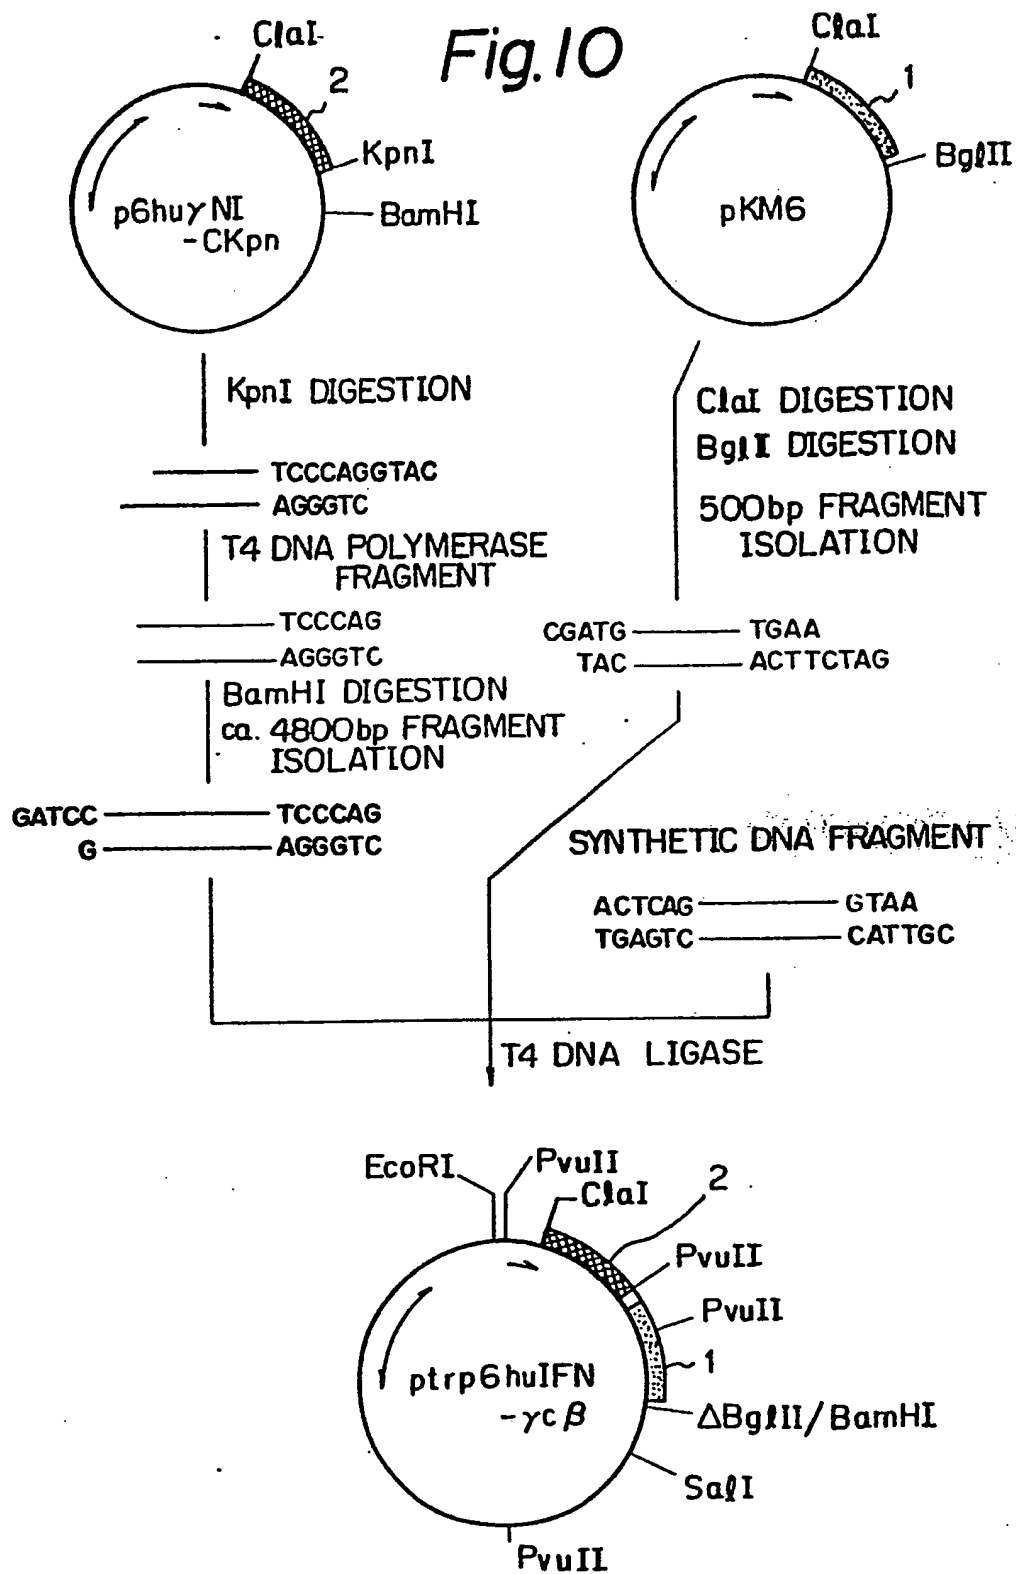 Fig.10
ClaI
2
KpnI
BamHI
p6huγNI
-CKpn
ClaI
1
BglII
pKM6
KpnI DIGESTION
TCCCAGGTAC
AGGGTC
T4 DNA POLYMERASE
FRAGMENT
TCCCAG
AGGGTC
BamHI DIGESTION
ca. 4800bp FRAGMENT
ISOLATION
GATCC TCCCAG
G AGGGTC
ClaI DIGESTION
BglII DIGESTION
500bp FRAGMENT
ISOLATION
CGATG TGAA
TAC ACTTCTAG
SYNTHETIC DNA FRAGMENT
ACTCAG GTAA
TGAGTC CATTGC
T4 DNA LIGASE
EcoRI
PvuII
ClaI
2
PvuII
PvuII
1
ptrp6huIFN
-γcβ
ΔBglII/BamHI
SalI
PvuII